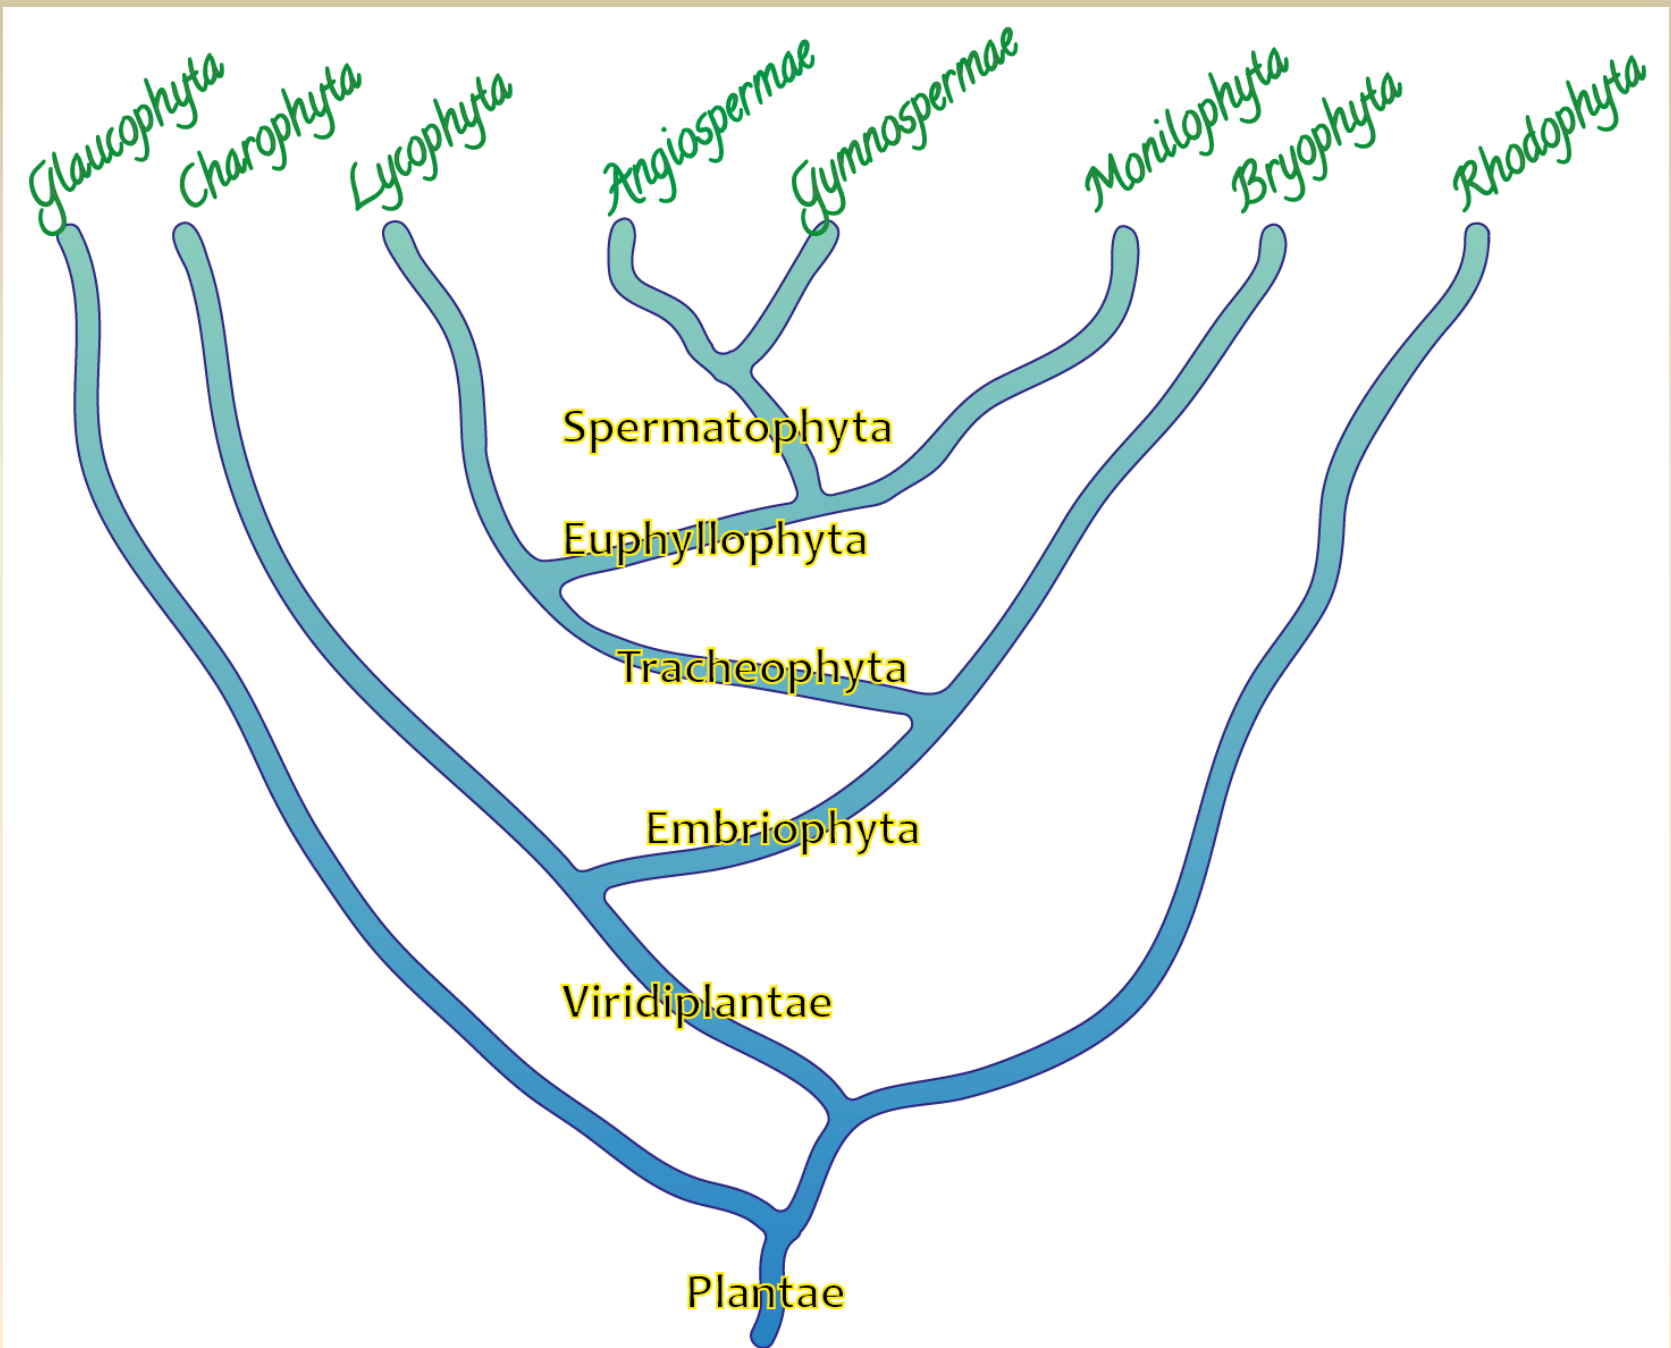 Glaucophyta
Charophyta
Lycophyta
Angiospermae
Gymnospermae
Monilophyta
Bryophyta
Rhodophyta
Spermatophyta
Euphyllophyta
Tracheophyta
Embriophyta
Viridiplantae
Plantae